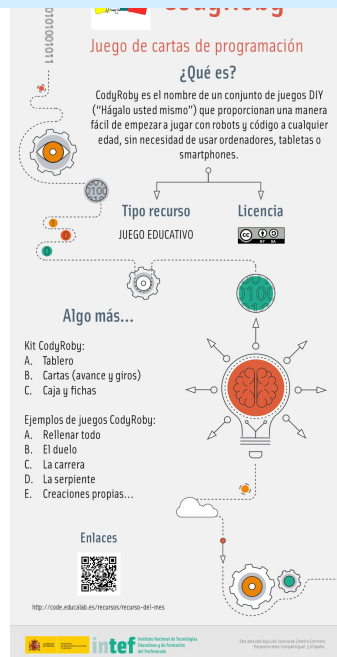 CodyRoby
0101001011
Juego de cartas de programación
¿Qué es?
CodyRoby es el nombre de un conjunto de juegos DIY
("Hágalo usted mismo") que proporcionan una manera
fácil de empezar a jugar con robots y código a cualquier
edad, sin necesidad de usar ordenadores, tabletas o
smartphones.
Tipo recurso
Licencia
JUEGO EDUCATIVO
cc
BY SA
Algo más...
Kit CodyRoby:
A. Tablero
B. Cartas (avance y giros)
C. Caja y fichas
Ejemplos de juegos CodyRoby:
A. Rellenar todo
B. El duelo
C. La carrera
D. La serpiente
E. Creaciones propias...
Enlaces
http://code.educalab.es/recursos/recurso-del-mes
intef
Instituto Nacional de Tecnologías
Educativas y de Formación
del Profesorado